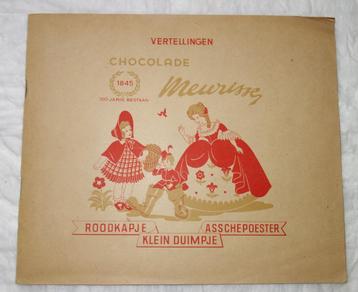 VERTELLINGEN
CHOCOLADE
1845
100 JARIG BESTAAN
Meurisse
ROODKAPJE
ASSCHEPOESTER
KLEIN DUIMPJE